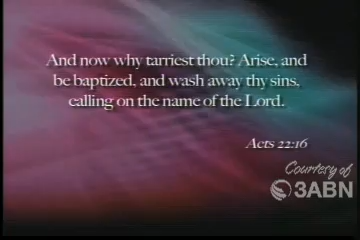 And now why tarriest thou? Arise, and
be baptized, and wash away thy sins,
calling on the name of the Lord.
Acts 22:16
Courtesy of
3ABN